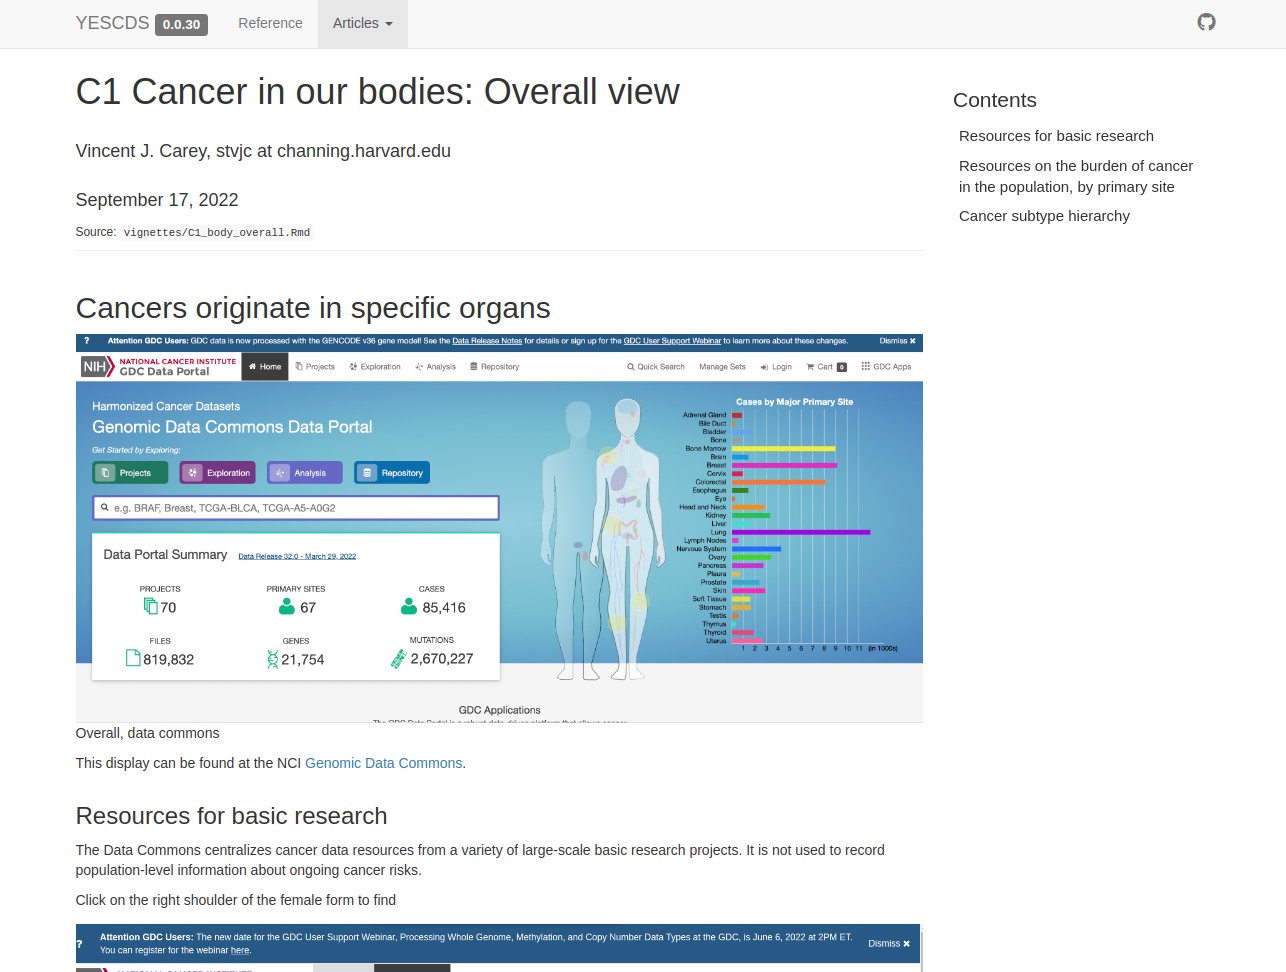 YESCDS 0.0.30 Reference Articles
C1 Cancer in our bodies: Overall view
Vincent J. Carey, stvjc at channing.harvard.edu
September 17, 2022
Source: vignettes/C1_body_overall.Rmd
Contents
Resources for basic research
Resources on the burden of cancer
in the population, by primary site
Cancer subtype hierarchy
Cancers originate in specific organs
? Attention GDC Users: GDC data is now processed with the GENCODE v36 gene model! See the Data Release Notes for details or sign up for the GDC User Support Webinar to learn more about these changes. Dismiss ×
NIH NATIONAL CANCER INSTITUTE
GDC Data Portal
Home Projects Exploration Analysis Repository Quick Search Manage Sets Login Cart 0 GDC Apps
Harmonized Cancer Datasets
Genomic Data Commons Data Portal
Get Started by Exploring:
Projects Exploration Analysis Repository
e.g. BRAF, Breast, TCGA-BLCA, TCGA-A5-A0G2
Data Portal Summary Data Release 32.0 - March 29, 2022
PROJECTS PRIMARY SITES CASES
70 67 85,416
FILES GENES MUTATIONS
819,832 21,754 2,670,227
Cases by Major Primary Site
Adrenal Gland
Bile Duct
Bladder
Bone
Bone Marrow
Brain
Breast
Cervix
Colorectal
Esophagus
Eye
Head and Neck
Kidney
Liver
Lung
Lymph Nodes
Nervous System
Ovary
Pancreas
Pleura
Prostate
Skin
Soft Tissue
Stomach
Testis
Thymus
Thyroid
Uterus
1 2 3 4 5 6 7 8 9 10 11 (in 1000s)
GDC Applications
Overall, data commons
This display can be found at the NCI Genomic Data Commons.
Resources for basic research
The Data Commons centralizes cancer data resources from a variety of large-scale basic research projects. It is not used to record
population-level information about ongoing cancer risks.
Click on the right shoulder of the female form to find
? Attention GDC Users: The new date for the GDC User Support Webinar, Processing Whole Genome, Methylation, and Copy Number Data Types at the GDC, is June 6, 2022 at 2PM ET.
You can register for the webinar here.
Dismiss ×